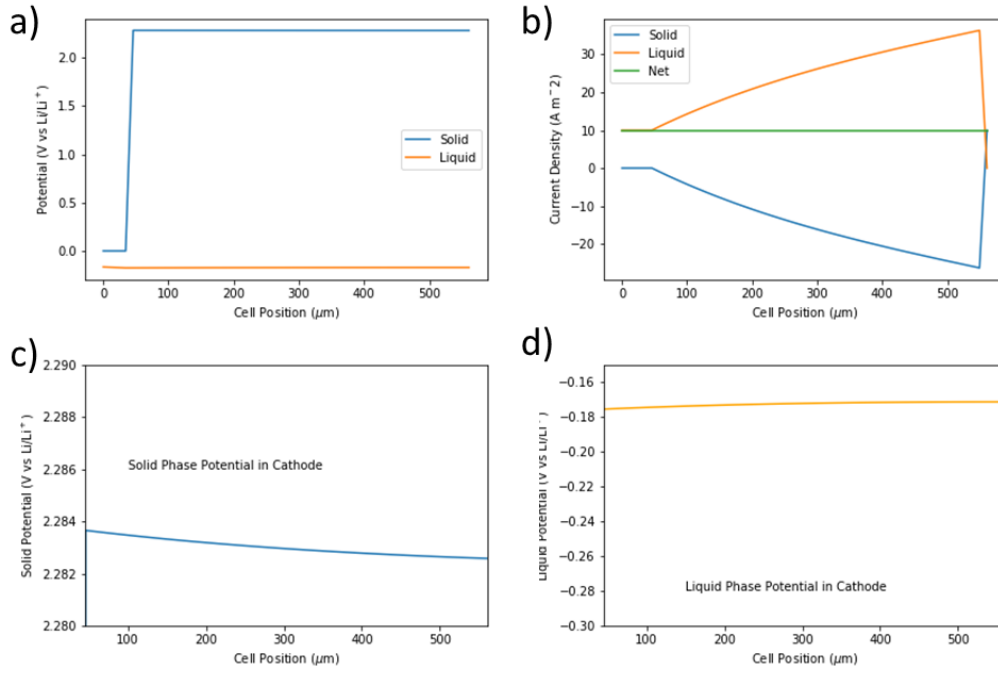 a)
2.0
1.5
1.0
0.5
0.0
Potential (V vs Li/Li⁺)
Solid
Liquid
0 100 200 300 400 500
Cell Position (μm)
b)
Solid
Liquid
Net
30
20
10
0
−10
−20
Current Density (A m⁻2)
0 100 200 300 400 500
Cell Position (μm)
c)
2.290
2.288
2.286
2.284
2.282
2.280
Solid Potential (V vs Li/Li⁺)
Solid Phase Potential in Cathode
100 200 300 400 500
Cell Position (μm)
d)
−0.16
−0.18
−0.20
−0.22
−0.24
−0.26
−0.28
−0.30
Liquid Potential (V vs Li/Li
Liquid Phase Potential in Cathode
100 200 300 400 500
Cell Position (μm)